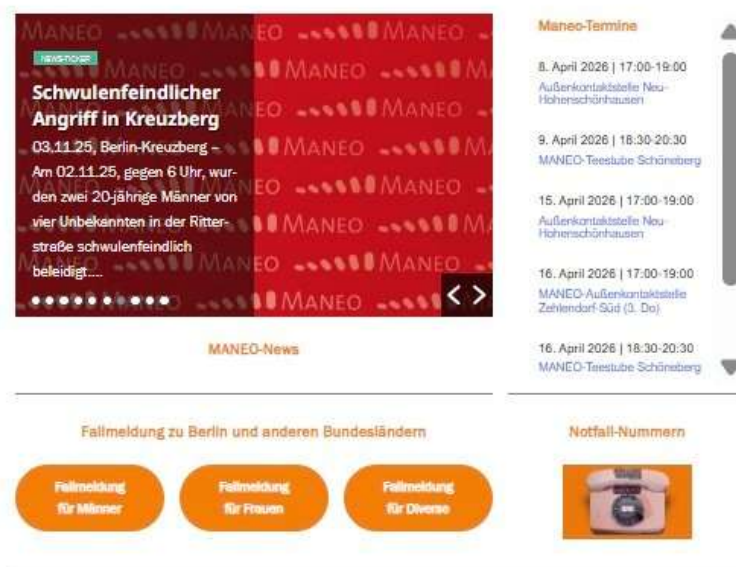 NEWS-TICKER
Schwulenfeindlicher
Angriff in Kreuzberg
03.11.25, Berlin-Kreuzberg –
Am 02.11.25, gegen 6 Uhr, wur-
den zwei 20-jährige Männer von
vier Unbekannten in der Ritter-
straße schwulenfeindlich
beleidigt....
MANEO
MANEO-News
Maneo-Termine
8. April 2026 | 17:00-19:00
Außenkontaktstelle Neu-
Hohenschönhausen
9. April 2026 | 18:30-20:30
MANEO-Teestube Schöneberg
15. April 2026 | 17:00-19:00
Außenkontaktstelle Neu-
Hohenschönhausen
16. April 2026 | 17:00-19:00
MANEO-Außenkontaktstelle
Zehlendorf-Süd (3. Do)
16. April 2026 | 18:30-20:30
MANEO-Teestube Schöneberg
Fallmeldung zu Berlin und anderen Bundesländern
Fallmeldung
für Männer
Fallmeldung
für Frauen
Fallmeldung
für Diverse
Notfall-Nummern